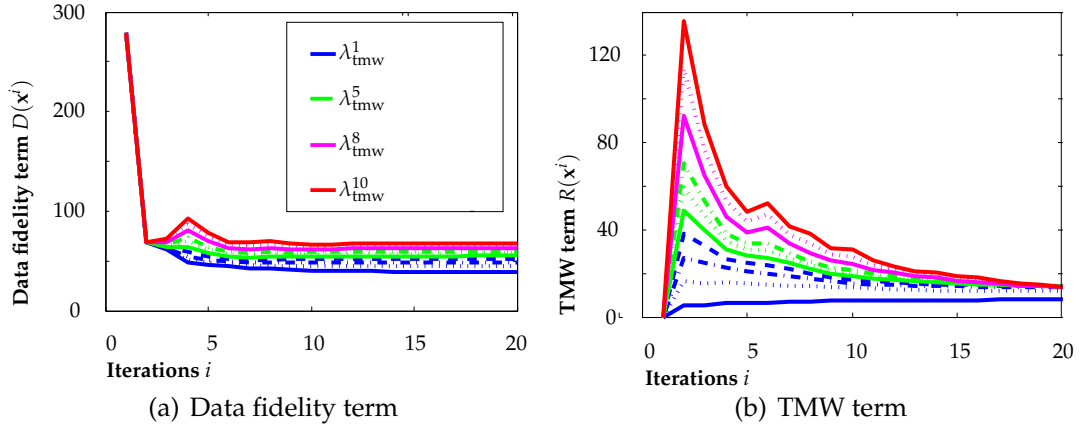 300
200
100
0
Data fidelity term D(x^i)
λ^1_tmw
λ^5_tmw
λ^8_tmw
λ^10_tmw
0 5 10 15 20
Iterations i
(a) Data fidelity term
120
80
40
0
TMW term R(x^i)
0 5 10 15 20
Iterations i
(b) TMW term